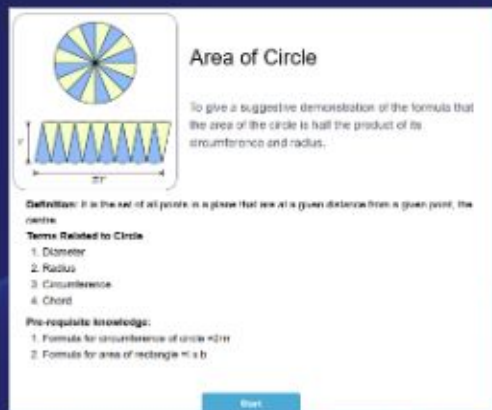 r
πr
Area of Circle
To give a suggestive demonstration of the formula that
the area of the circle is half the product of its
circumference and radius.
Definition: It is the set of all points in a plane that are at a given distance from a given point, the
centre.
Terms Related to Circle
1. Diameter
2. Radius
3. Circumference
4. Chord
Pre-requisite knowledge:
1. Formula for circumference of circle =2πr
2. Formula for area of rectangle =l x b
Start